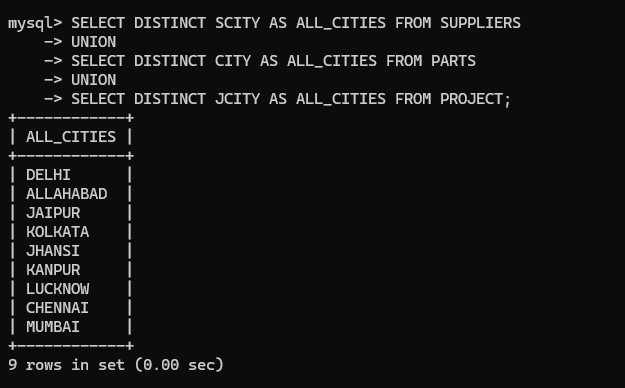 mysql> SELECT DISTINCT SCITY AS ALL_CITIES FROM SUPPLIERS
    -> UNION
    -> SELECT DISTINCT CITY AS ALL_CITIES FROM PARTS
    -> UNION
    -> SELECT DISTINCT JCITY AS ALL_CITIES FROM PROJECT;
+------------+
| ALL_CITIES |
+------------+
| DELHI      |
| ALLAHABAD  |
| JAIPUR     |
| KOLKATA    |
| JHANSI     |
| KANPUR     |
| LUCKNOW    |
| CHENNAI    |
| MUMBAI     |
+------------+
9 rows in set (0.00 sec)